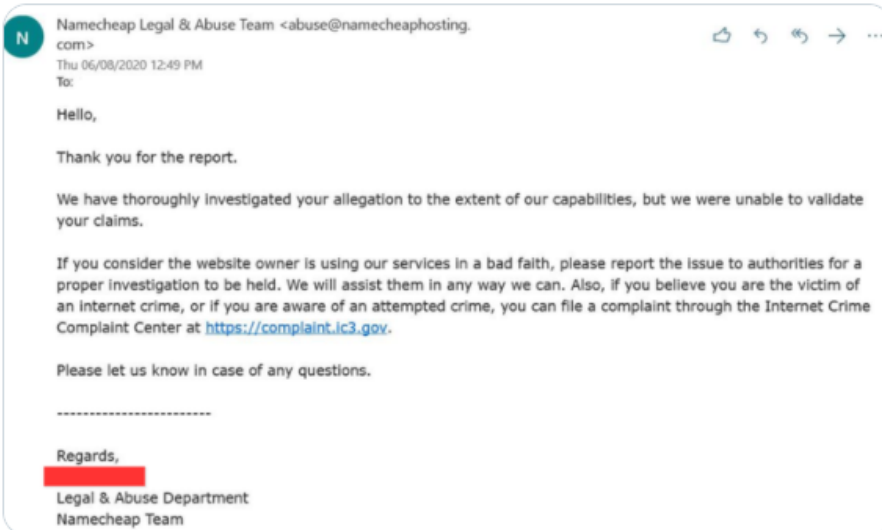 N
Namecheap Legal & Abuse Team <abuse@namecheaphosting.
com>
Thu 06/08/2020 12:49 PM
To:
Hello,
Thank you for the report.
We have thoroughly investigated your allegation to the extent of our capabilities, but we were unable to validate
your claims.
If you consider the website owner is using our services in a bad faith, please report the issue to authorities for a
proper investigation to be held. We will assist them in any way we can. Also, if you believe you are the victim of
an internet crime, or if you are aware of an attempted crime, you can file a complaint through the Internet Crime
Complaint Center at https://complaint.ic3.gov.
Please let us know in case of any questions.
------------------------
Regards,
Legal & Abuse Department
Namecheap Team